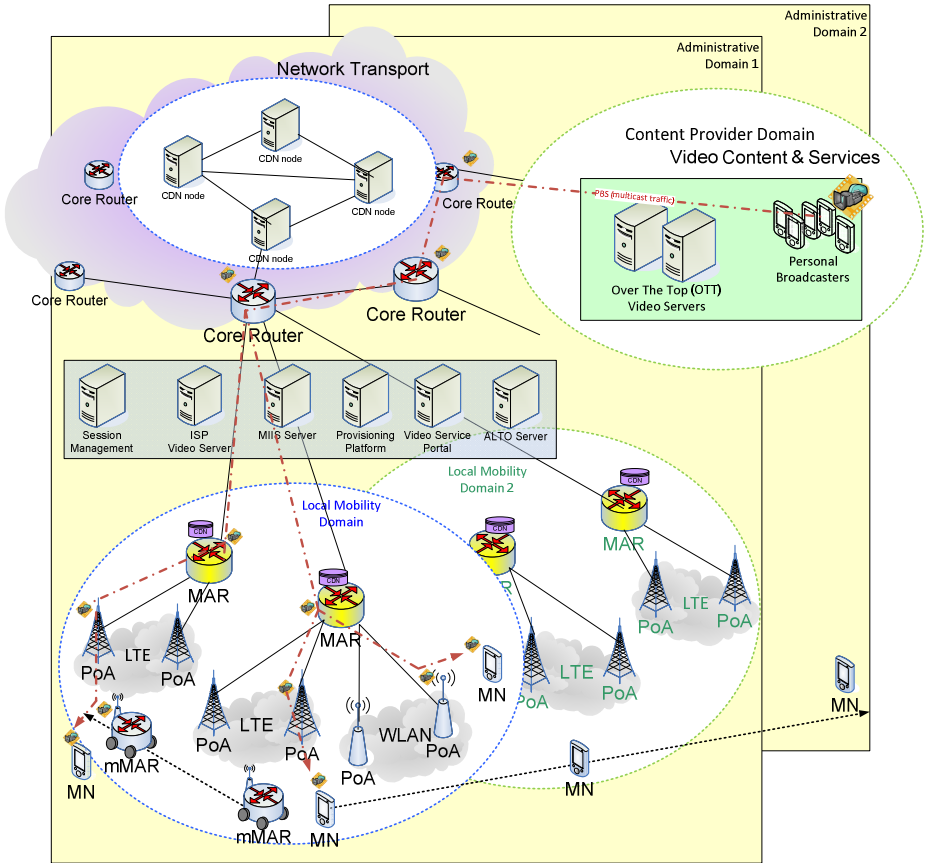 Administrative
Domain 2
Administrative
Domain 1
Network Transport
CDN node
CDN node
CDN node
CDN node
Core Router
Core Router
Core Router
Core Router
Core Router
Content Provider Domain
Video Content & Services
PBS (multicast traffic)
Over The Top (OTT)
Video Servers
Personal
Broadcasters
Session
Management
ISP
Video Server
MIIS Server
Provisioning
Platform
Video Service
Portal
ALTO Server
Local Mobility
Domain 2
Local Mobility
Domain
CDN
MAR
CDN
MAR
CDN
CDN
MAR
LTE
PoA
PoA
LTE
PoA
PoA
WLAN
PoA
PoA
LTE
PoA
PoA
LTE
PoA
PoA
MN
MN
MN
MN
MN
mMAR
mMAR